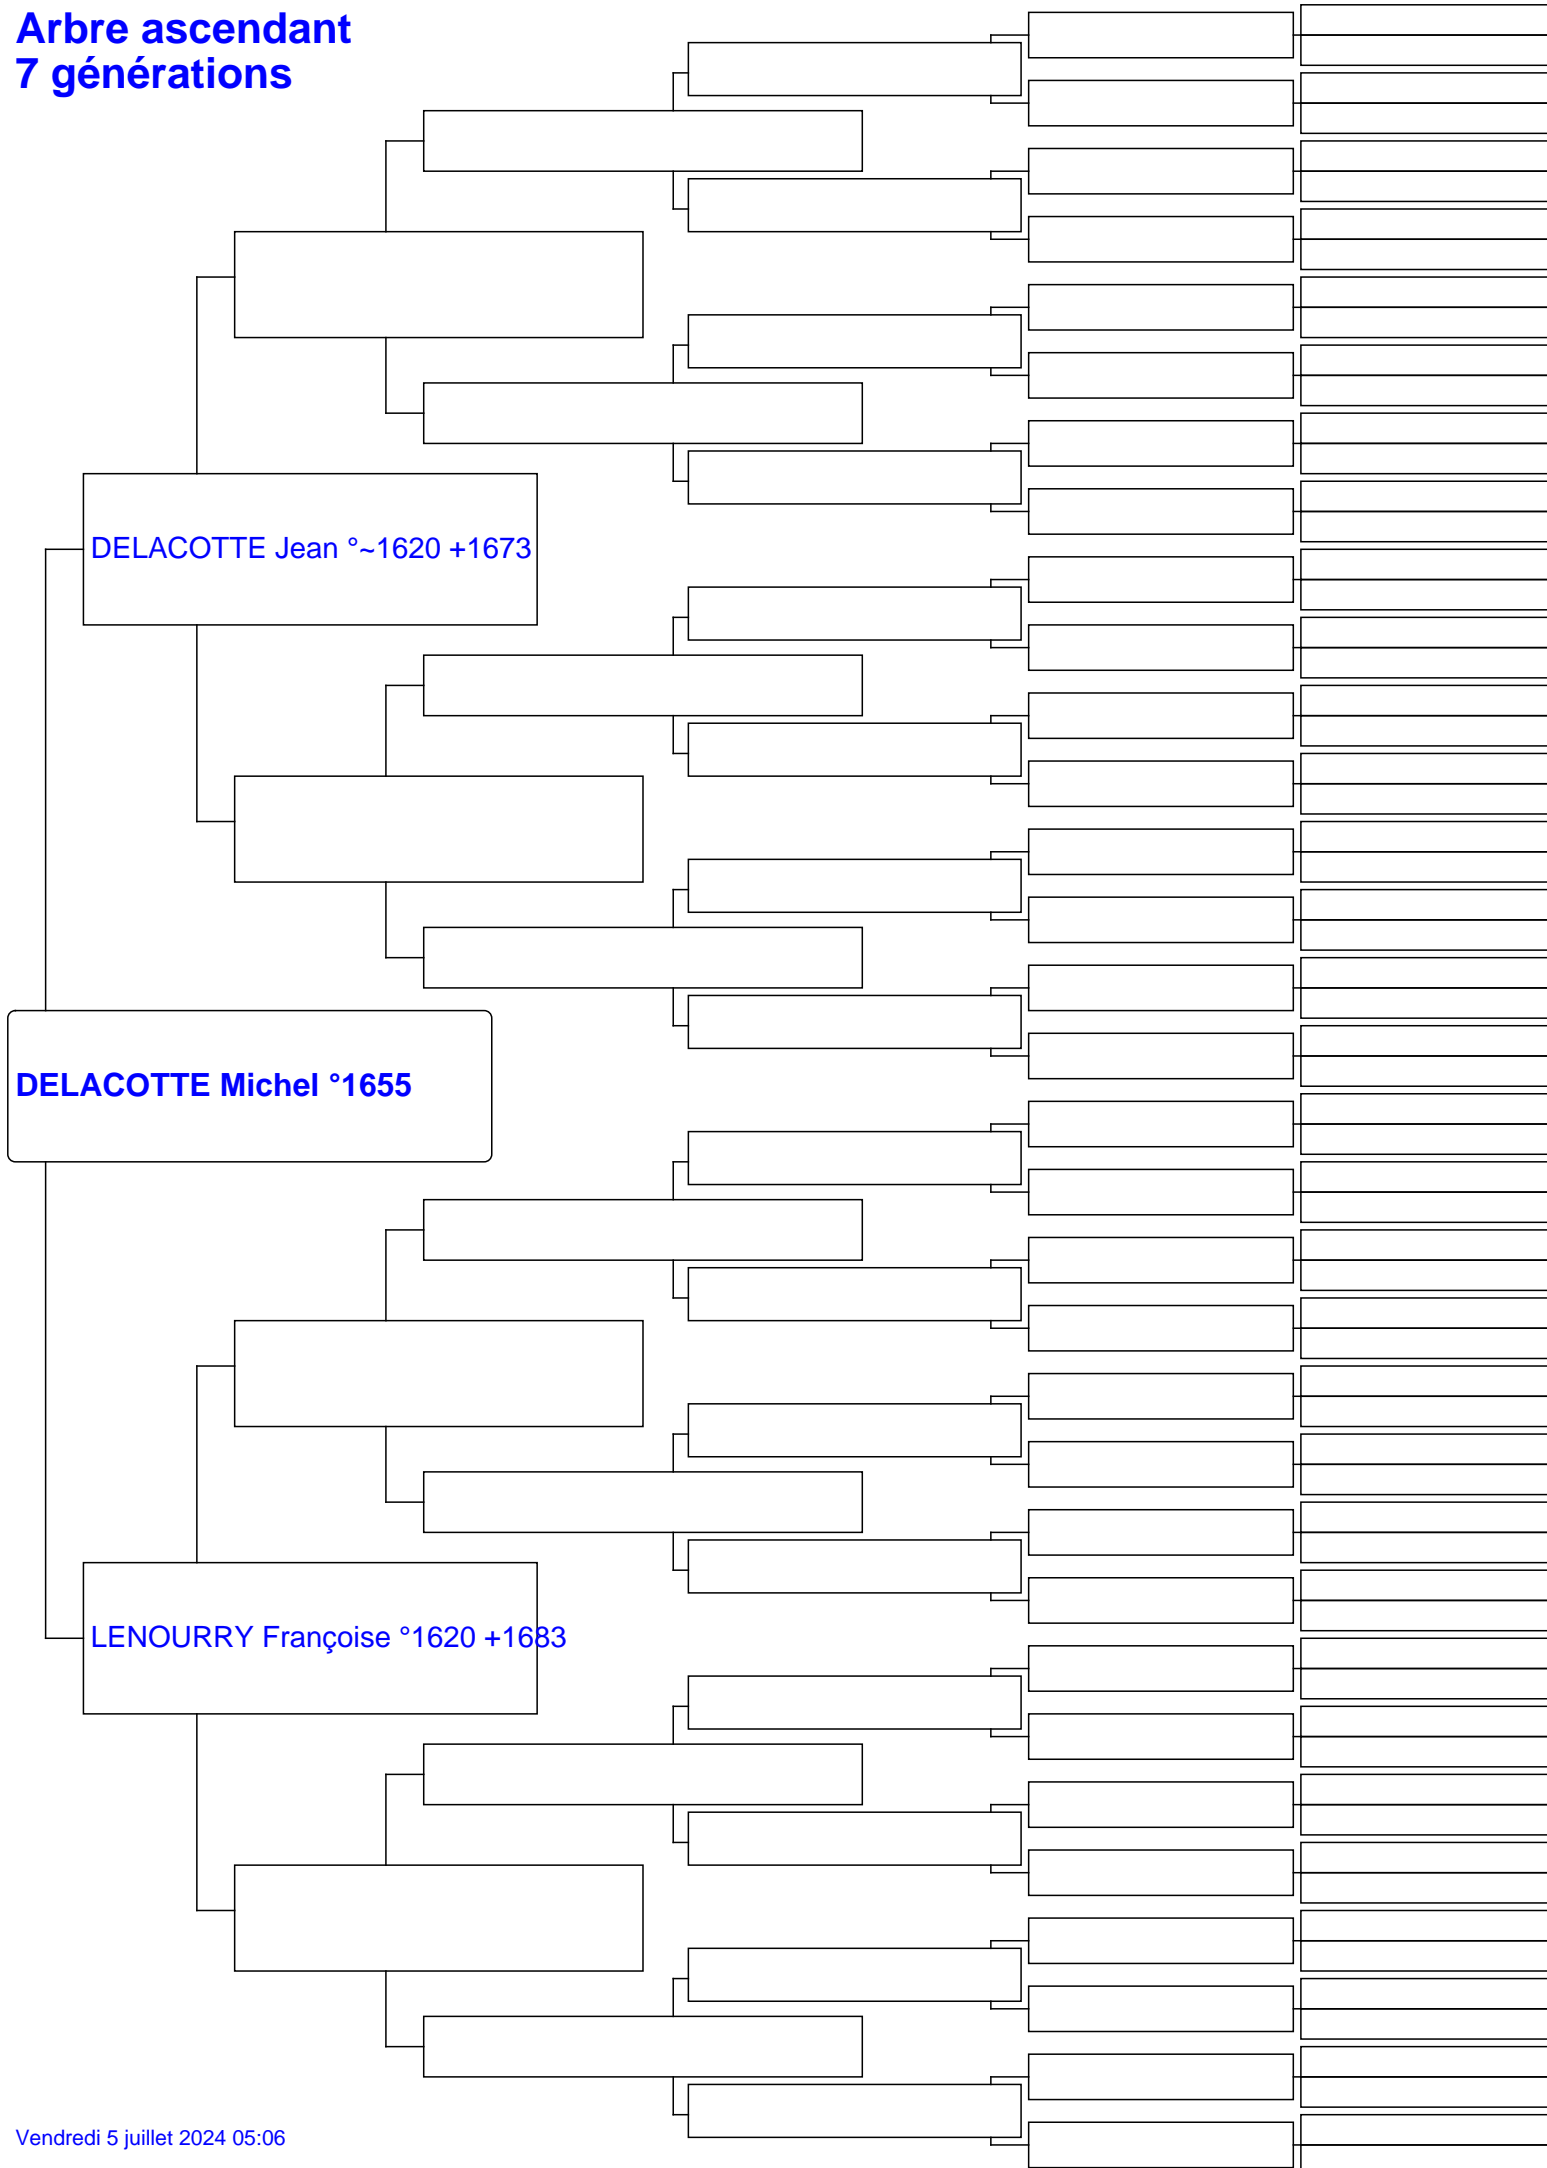 Arbre ascendant
7 générations
DELACOTTE Jean °~1620 +1673
DELACOTTE Michel °1655
LENOURRY Françoise °1620 +1683
Vendredi 5 juillet 2024 05:06